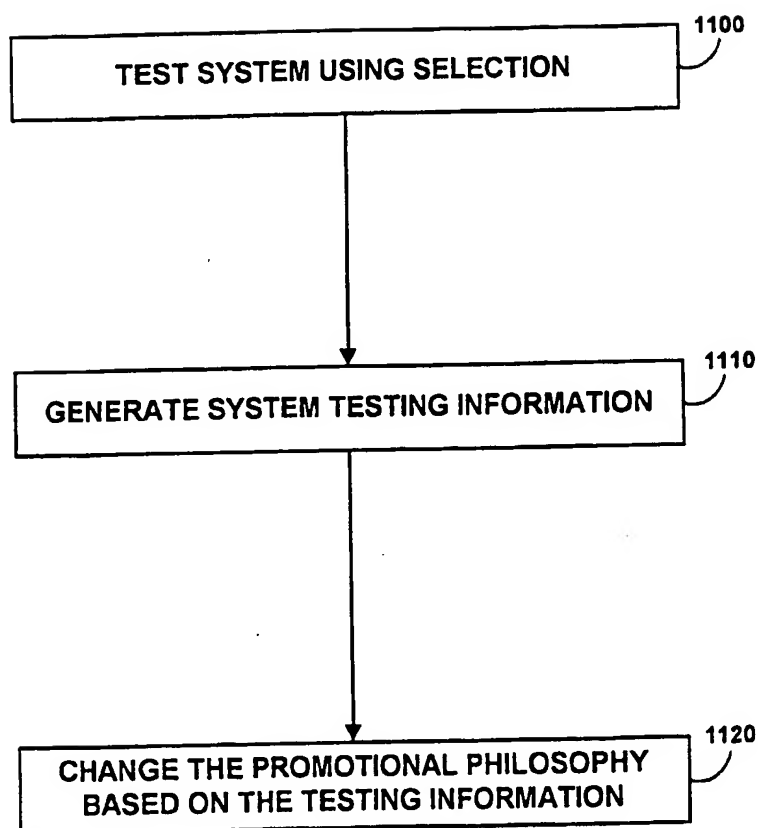 1100
TEST SYSTEM USING SELECTION
1110
GENERATE SYSTEM TESTING INFORMATION
1120
CHANGE THE PROMOTIONAL PHILOSOPHY
BASED ON THE TESTING INFORMATION